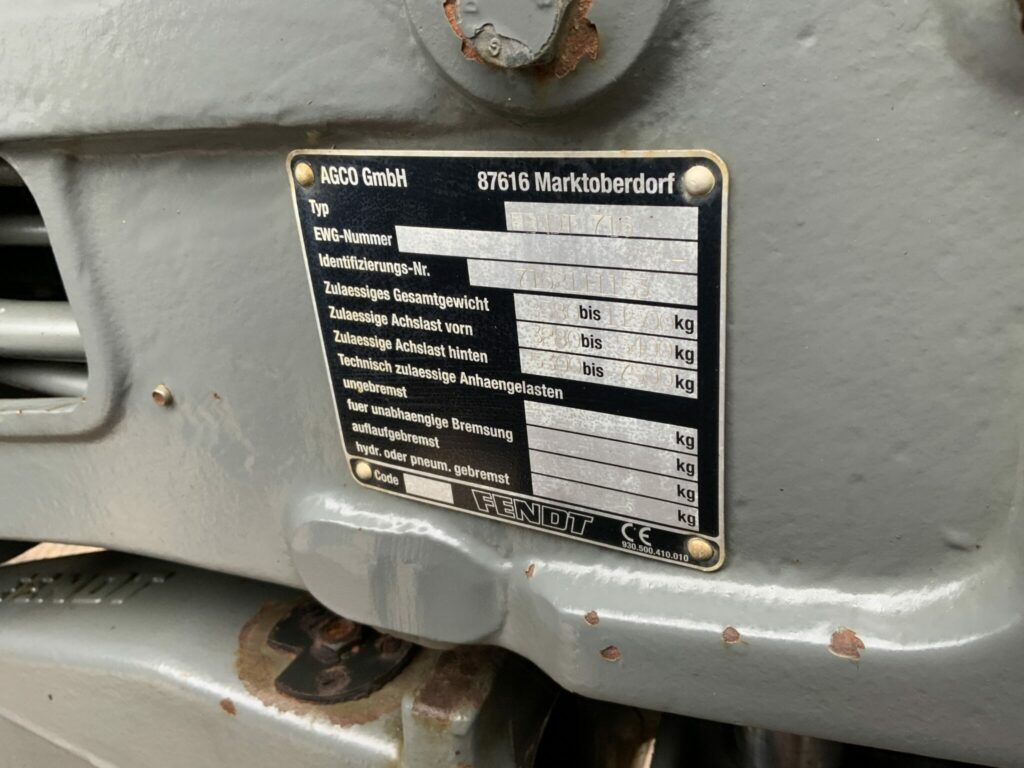 AGCO GmbH 87616 Marktoberdorf
Typ 716
EWG-Nummer
Identifizierungs-Nr.
Zulaessiges Gesamtgewicht bis kg
Zulaessige Achslast vorn bis kg
Zulaessige Achslast hinten bis kg
Technisch zulaessige Anhaengelasten
ungebremst kg
fuer unabhaengige Bremsung kg
auflaufgebremst kg
hydr. oder pneum. gebremst kg
Code FENDT CE
930.500.410.010
FENDT